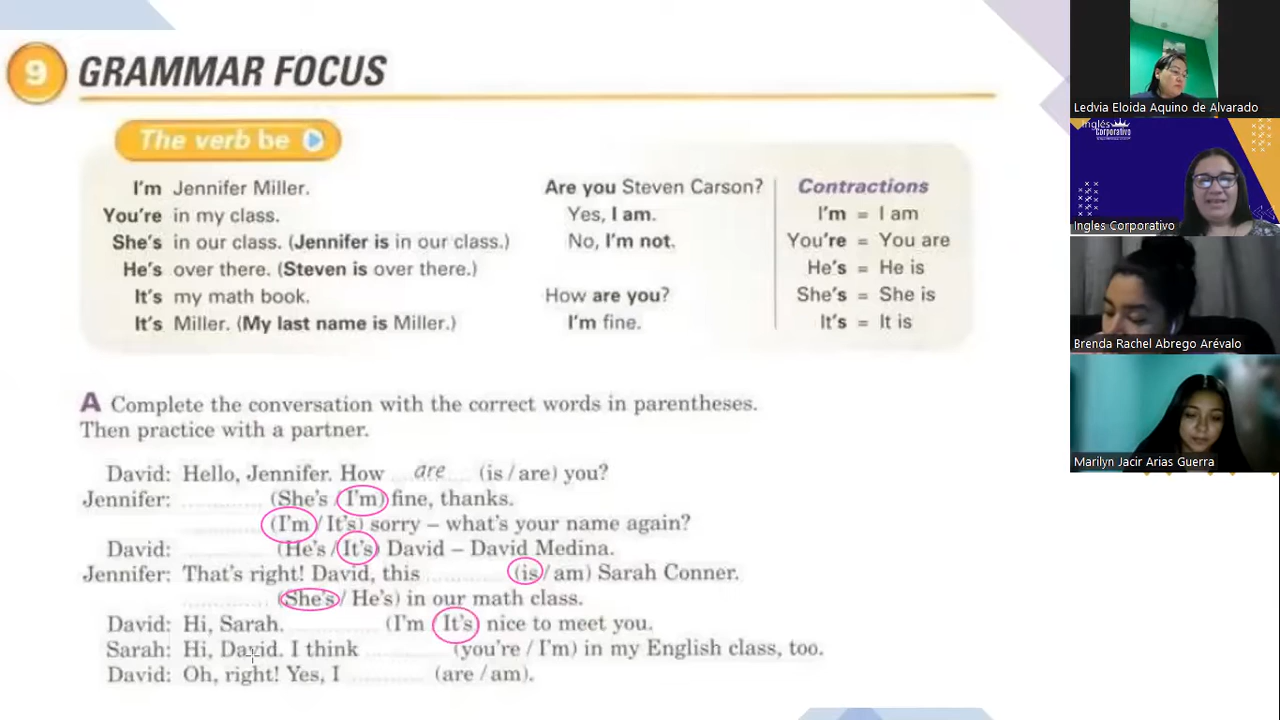 9 GRAMMAR FOCUS
The verb be
I'm Jennifer Miller.
You're in my class.
She's in our class. (Jennifer is in our class.)
He's over there. (Steven is over there.)
It's my math book.
It's Miller. (My last name is Miller.)
Are you Steven Carson?
Yes, I am.
No, I'm not.
How are you?
I'm fine.
Contractions
I'm = I am
You're = You are
He's = He is
She's = She is
It's = It is
A Complete the conversation with the correct words in parentheses.
Then practice with a partner.
David: Hello, Jennifer. How are (is / are) you?
Jennifer: (She's / I'm) fine, thanks.
(I'm / It's) sorry – what's your name again?
David: (He's / It's) David – David Medina.
Jennifer: That's right! David, this (is / am) Sarah Conner.
(She's / He's) in our math class.
David: Hi, Sarah. (I'm It's) nice to meet you.
Sarah: Hi, David. I think (you're / I'm) in my English class, too.
David: Oh, right! Yes, I (are / am).
Ledvia Eloida Aquino de Alvarado
Inglés
Corporativo
Ingles Corporativo
Brenda Rachel Abrego Arévalo
Marilyn Jacir Arias Guerra